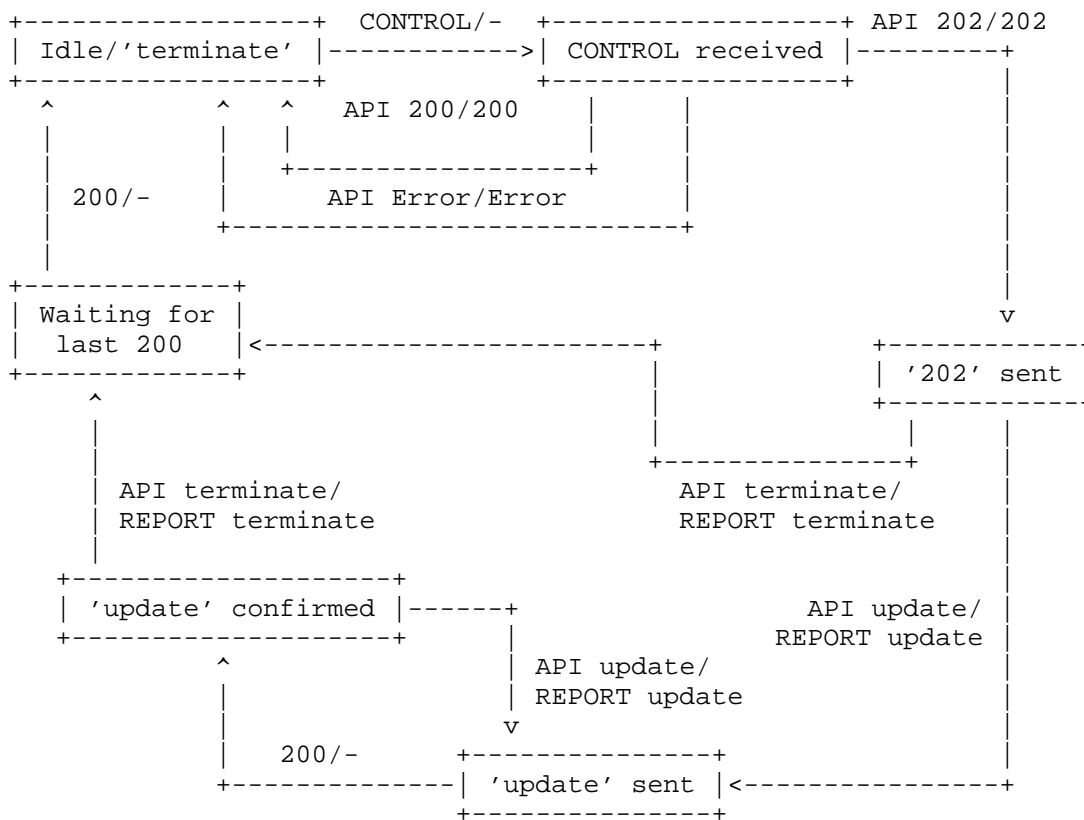 CONTROL/- API 202/202
Idle/'terminate' CONTROL received
API 200/200
200/- API Error/Error
Waiting for
last 200
'202' sent
API terminate/ API terminate/
REPORT terminate REPORT terminate
'update' confirmed API update/
REPORT update
API update/
REPORT update
200/-
'update' sent